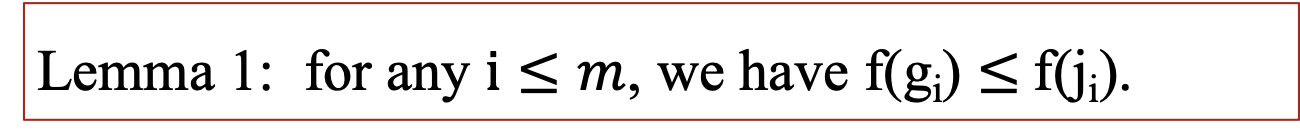 Lemma 1: for any i ≤ m, we have f(gᵢ) ≤ f(jᵢ).